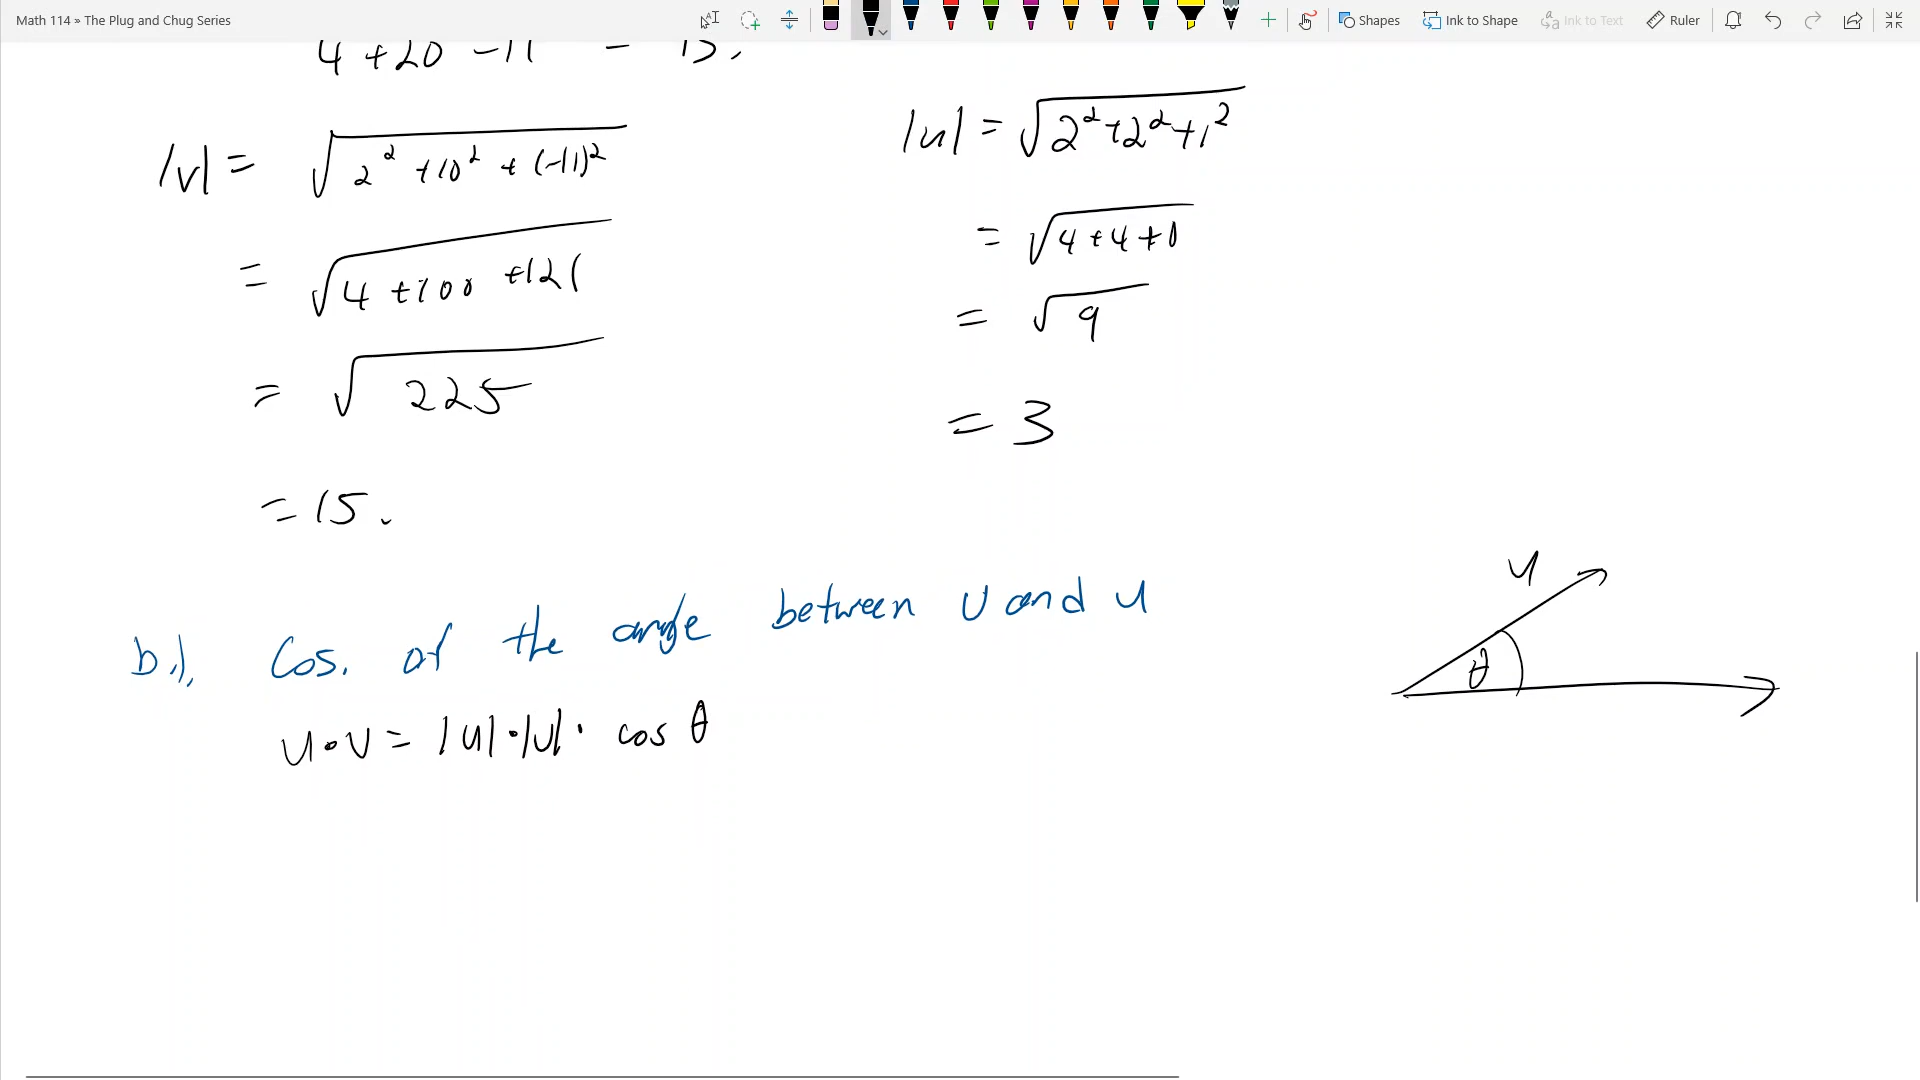 Math 114 » The Plug and Chug Series
Shapes
Ink to Shape
Ink to Text
Ruler
4 + 20 - 11 = 13.
|v| = √(2² + 10² + (-11)²)
= √(4 + 100 + 121)
= √225
= 15.
|u| = √(2² + 2² + 1²)
= √(4 + 4 + 1)
= √9
= 3
b.). Cos. of the angle between v and u
u • v = |u| • |v| • cos θ
u
θ